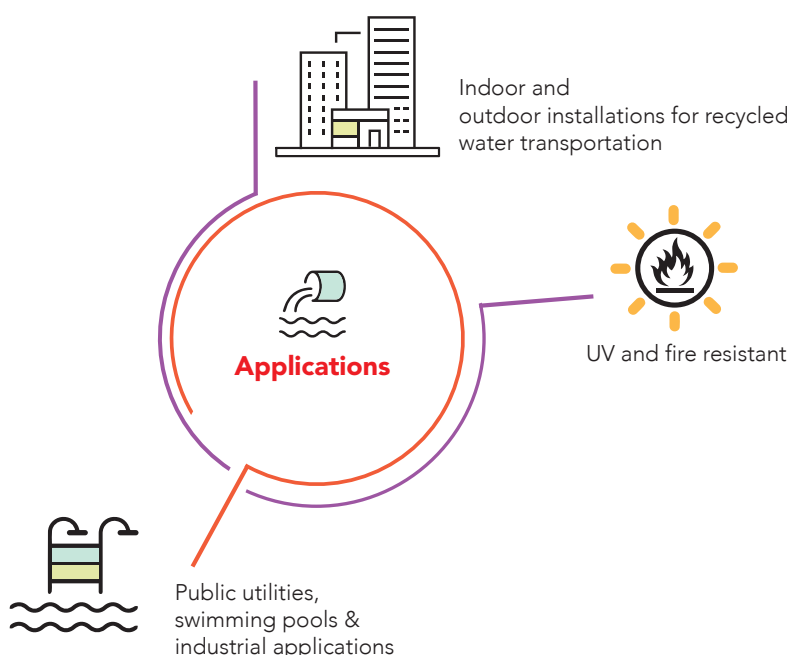 Indoor and
outdoor installations for recycled
water transportation
UV and fire resistant
Applications
Public utilities,
swimming pools &
industrial applications